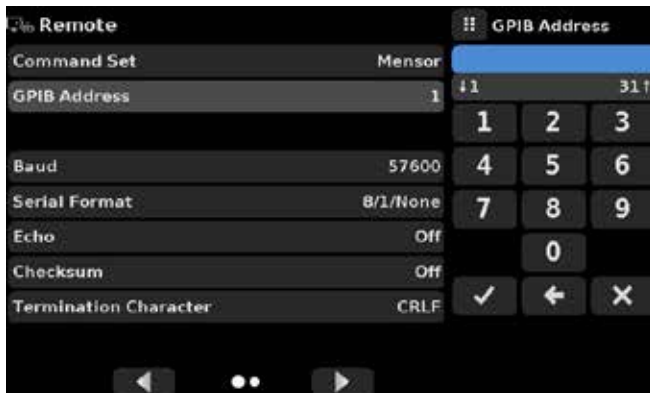 Remote
Command Set Mensor
GPIB Address 1
Baud 57600
Serial Format 8/1/None
Echo Off
Checksum Off
Termination Character CRLF
GPIB Address
↓1 31↑
1 2 3
4 5 6
7 8 9
0